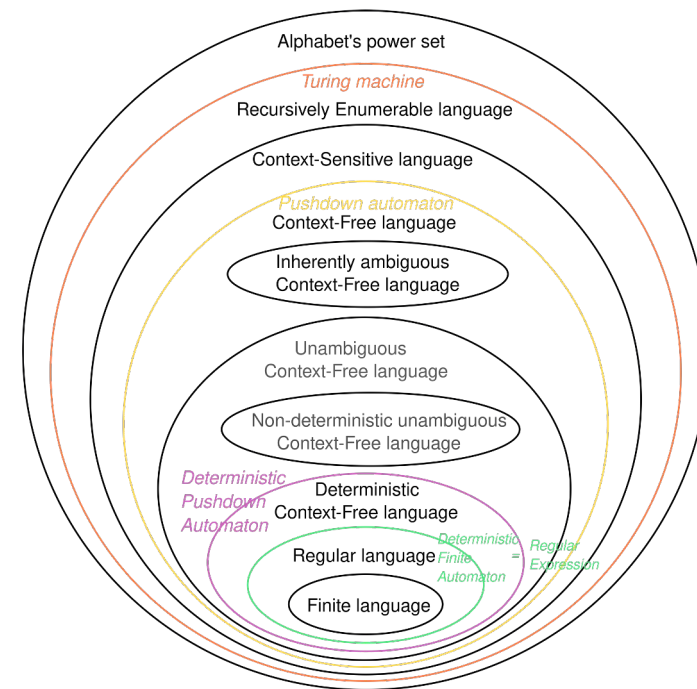 Alphabet's power set
Turing machine
Recursively Enumerable language
Context-Sensitive language
Pushdown automaton
Context-Free language
Inherently ambiguous
Context-Free language
Unambiguous
Context-Free language
Non-deterministic unambiguous
Context-Free language
Deterministic
Pushdown
Automaton
Deterministic
Context-Free language
Regular language
Deterministic
Finite
Automaton
=
Regular
Expression
Finite language